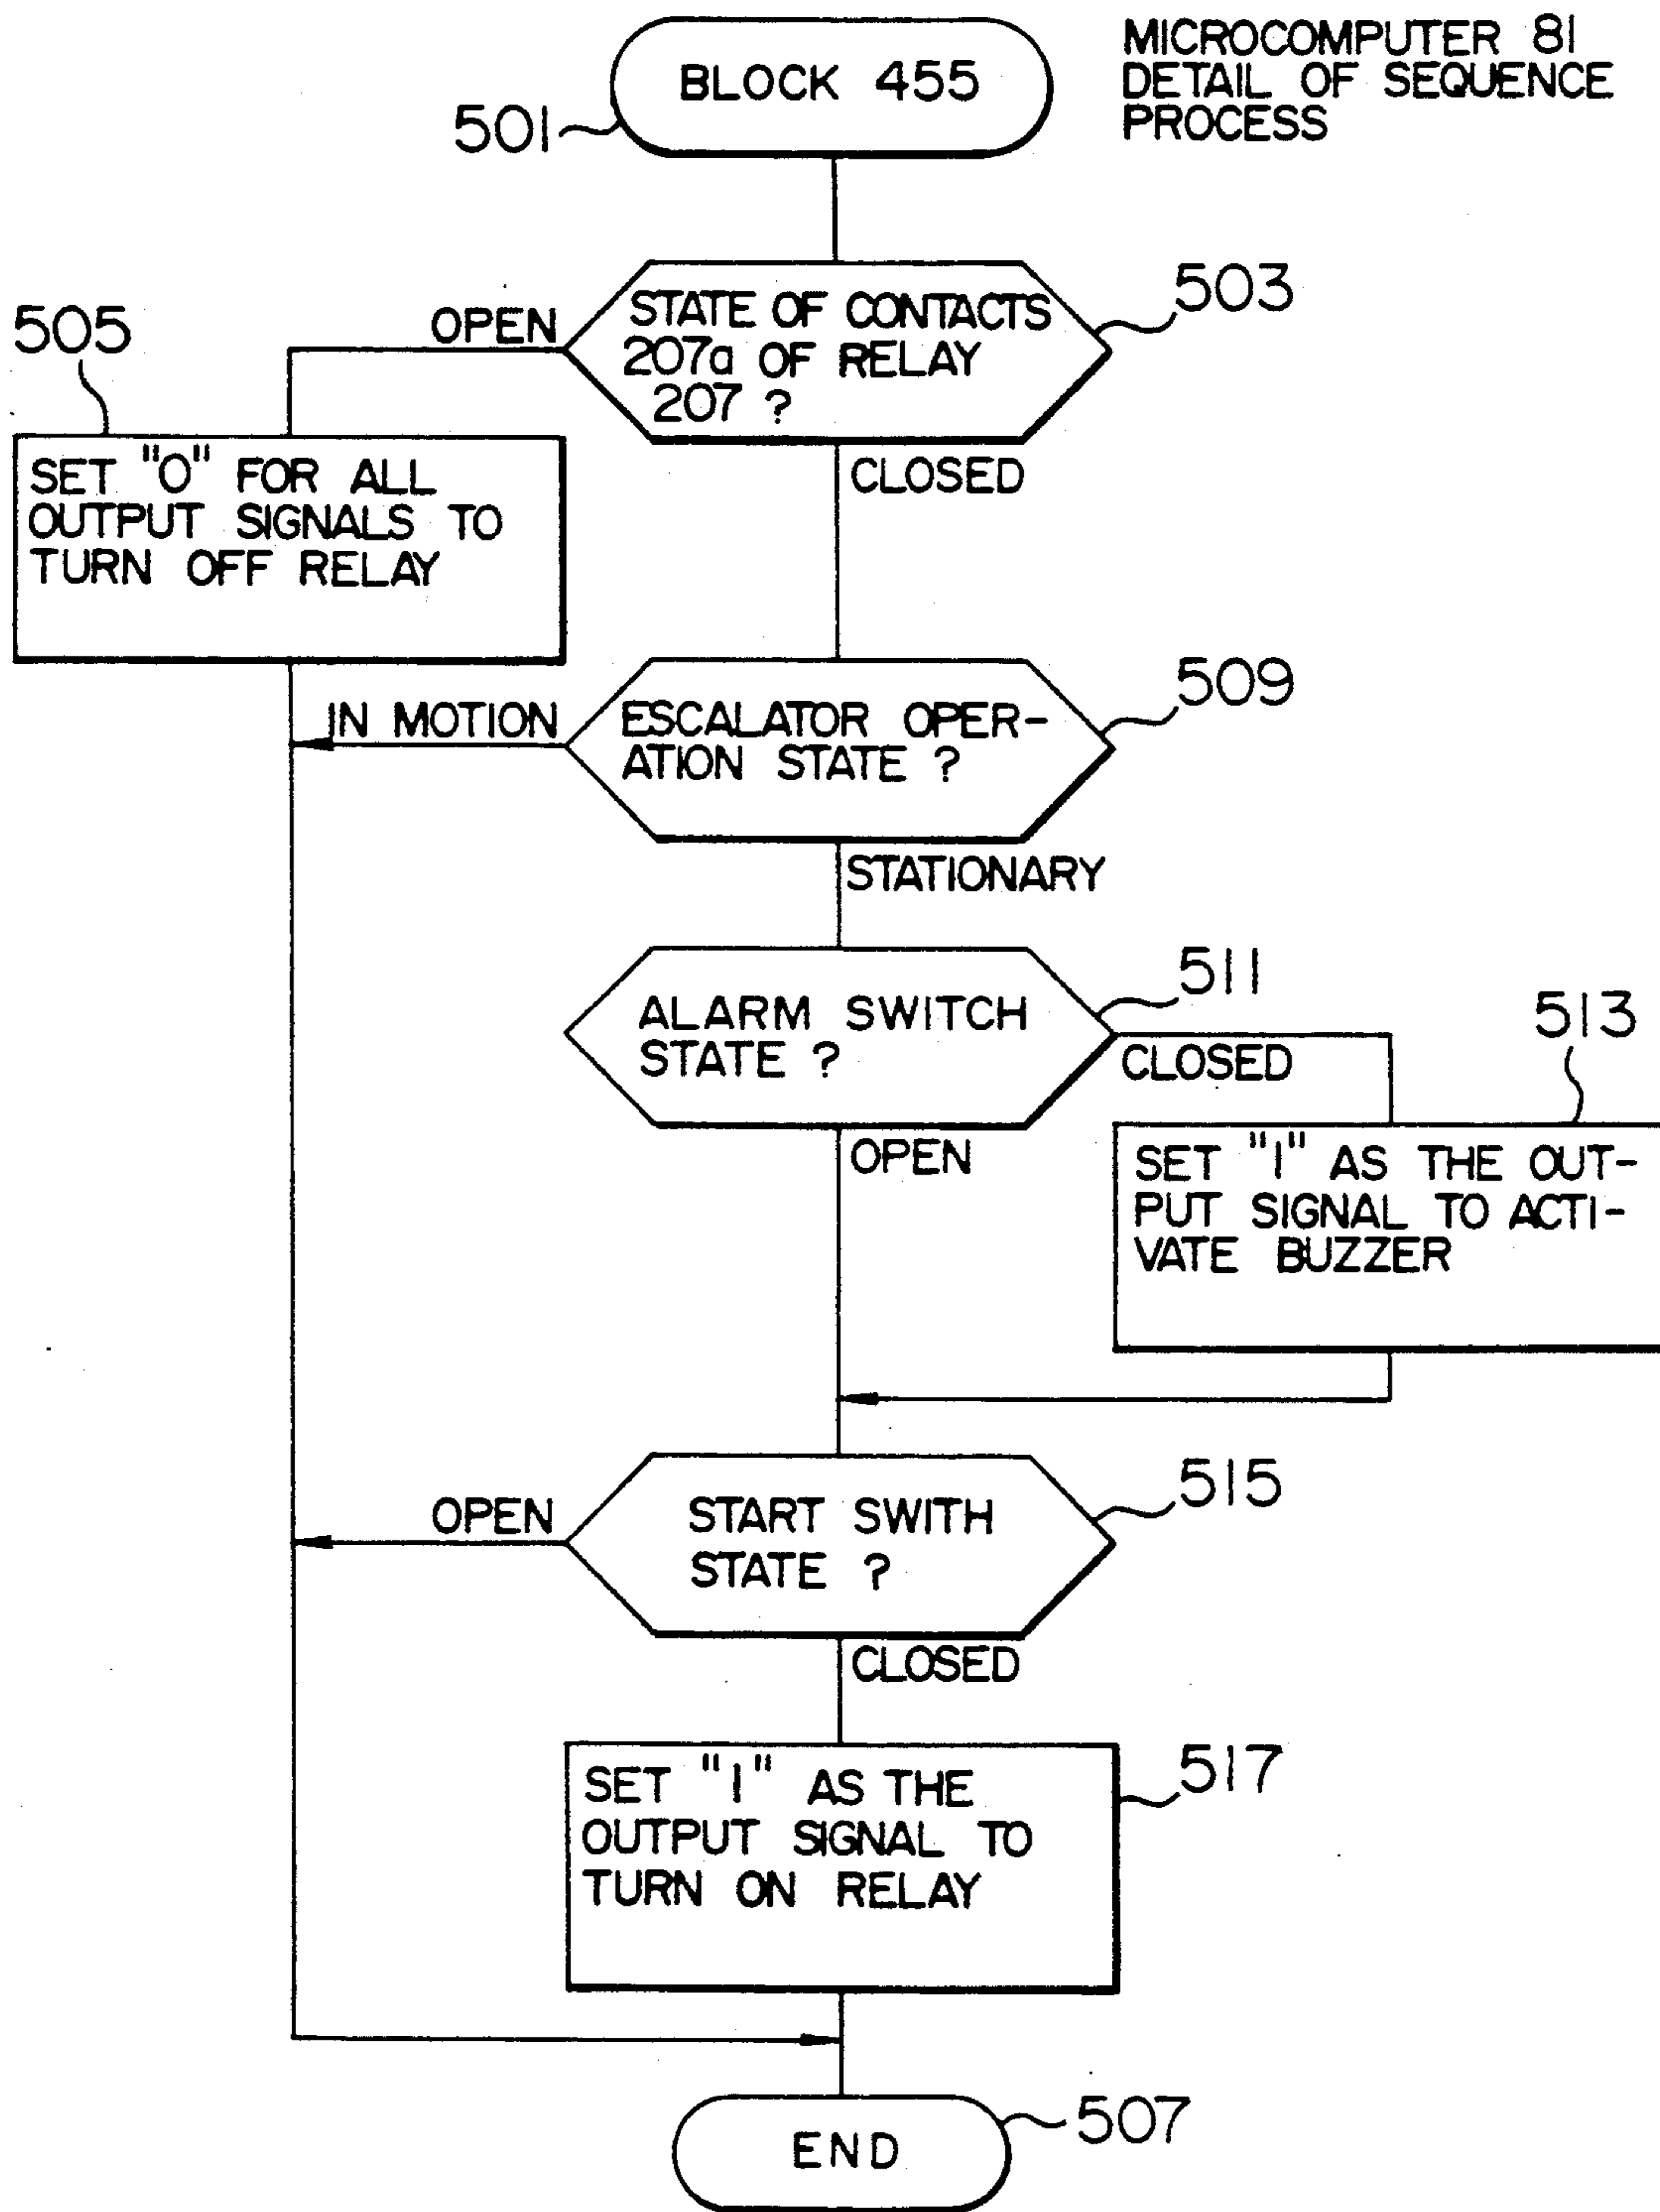 BLOCK 455
MICROCOMPUTER 81
DETAIL OF SEQUENCE
PROCESS
501
STATE OF CONTACTS
207a OF RELAY
207 ?
503
OPEN
505
CLOSED
SET "0" FOR ALL
OUTPUT SIGNALS TO
TURN OFF RELAY
IN MOTION
ESCALATOR OPER-
ATION STATE ?
509
STATIONARY
ALARM SWITCH
STATE ?
511
CLOSED
513
OPEN
SET "1" AS THE OUT-
PUT SIGNAL TO ACTI-
VATE BUZZER
OPEN
START SWITH
STATE ?
515
CLOSED
SET "1" AS THE
OUTPUT SIGNAL TO
TURN ON RELAY
517
END
507